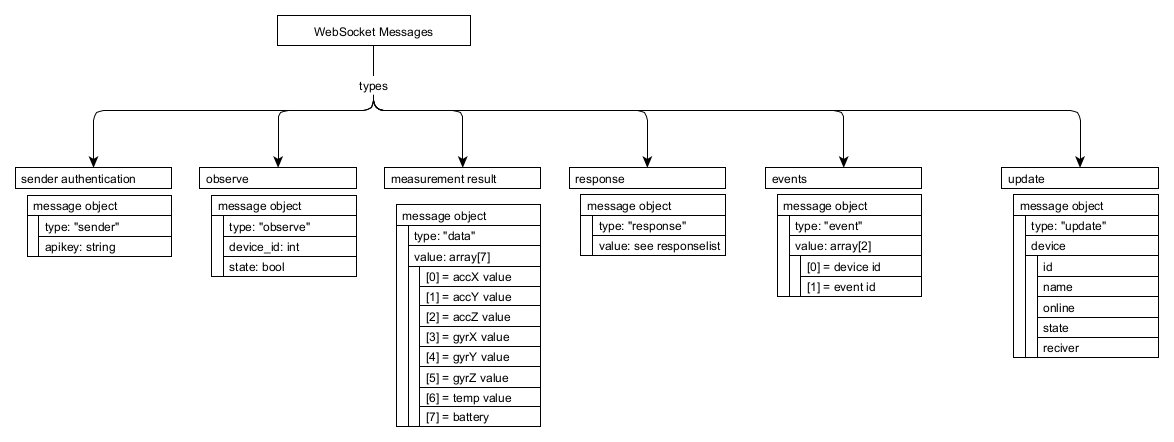 WebSocket Messages
types
sender authentication
message object
type: "sender"
apikey: string
observe
message object
type: "observe"
device_id: int
state: bool
measurement result
message object
type: "data"
value: array[7]
[0] = accX value
[1] = accY value
[2] = accZ value
[3] = gyrX value
[4] = gyrY value
[5] = gyrZ value
[6] = temp value
[7] = battery
response
message object
type: "response"
value: see responselist
events
message object
type: "event"
value: array[2]
[0] = device id
[1] = event id
update
message object
type: "update"
device
id
name
online
state
reciver